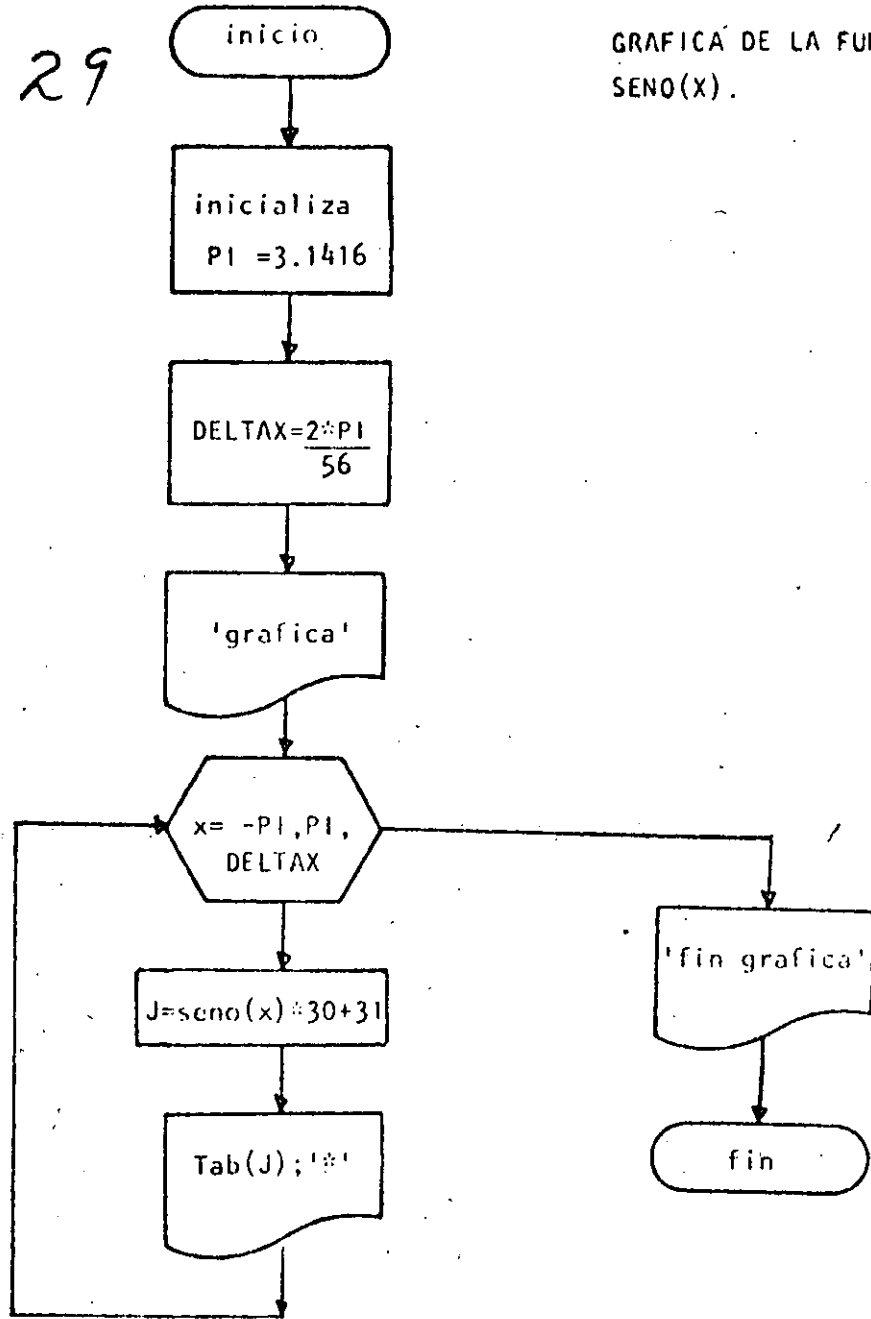 29
inicio
GRAFICA DE LA
SENO(X).
inicializa
PI =3.1416
DELTAX=2*PI
56
'grafica'
x= -PI,PI,
DELTAX
'fin grafica'
J=seno(x)*30+31
Tab(J);'*'
fin